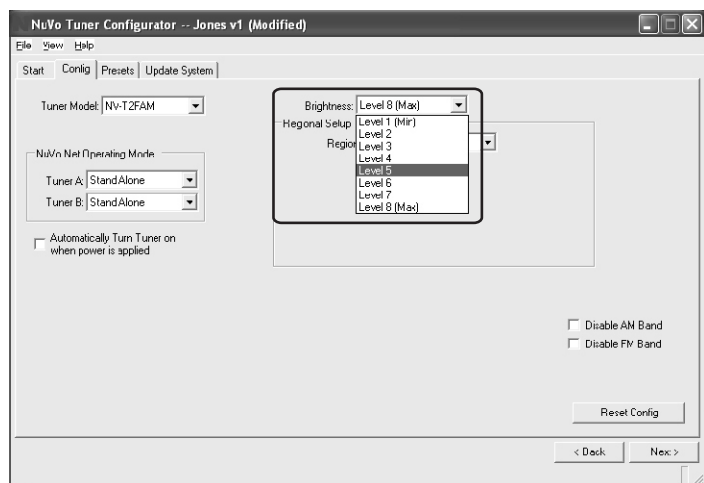 NuVo Tuner Configurator -- Jones v1 (Modified)
File View Help
Start Config Presets Update System
Tuner Model: NV-T2FAM
Brightness: Level 8 (Max)
Level 1 (Min)
Level 2
Level 3
Level 4
Level 5
Level 6
Level 7
Level 8 (Max)
Regional Setup
Region
NuVo Net Operating Mode
Tuner A: StandAlone
Tuner B: StandAlone
Automatically Turn Tuner on
when power is applied
Disable AM Band
Disable FM Band
Reset Config
< Back Next >